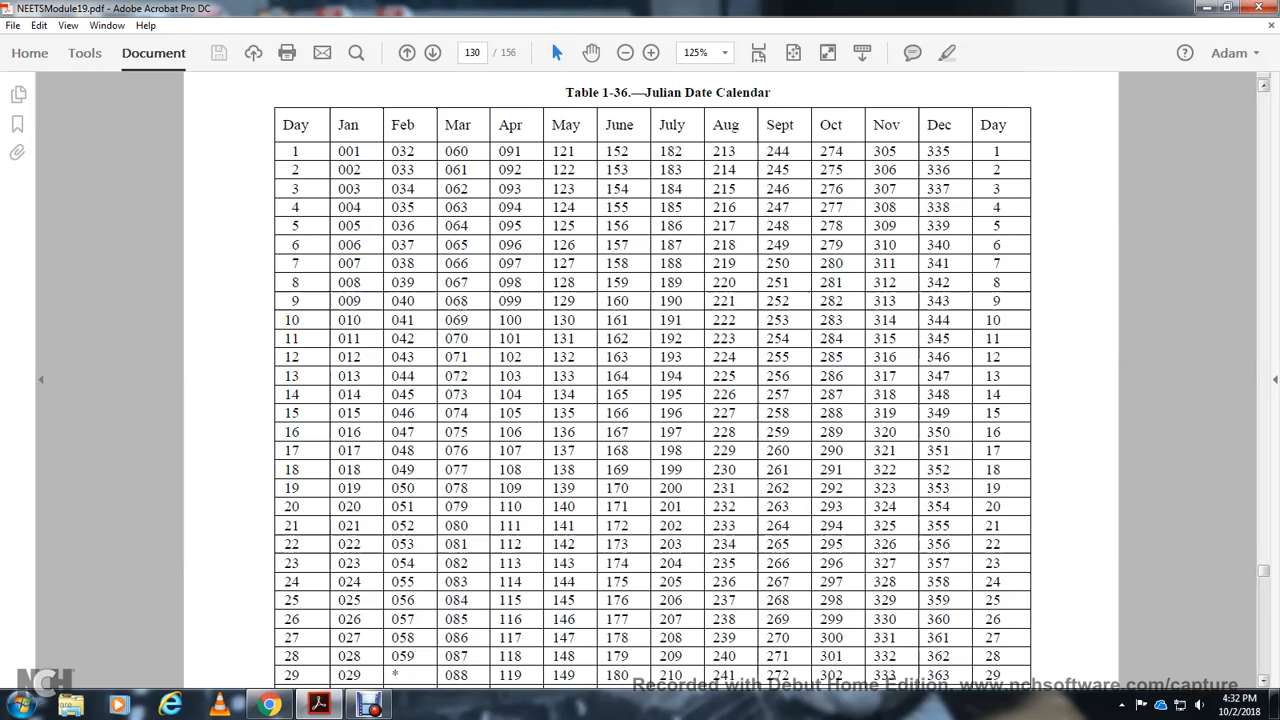 NEETSModule19.pdf - Adobe Acrobat Pro DC
File Edit View Window Help
Home Tools Document 130 / 156 125% Adam
Table 1-36.—Julian Date Calendar
Day Jan Feb Mar Apr May June July Aug Sept Oct Nov Dec Day
1 001 032 060 091 121 152 182 213 244 274 305 335 1
2 002 033 061 092 122 153 183 214 245 275 306 336 2
3 003 034 062 093 123 154 184 215 246 276 307 337 3
4 004 035 063 094 124 155 185 216 247 277 308 338 4
5 005 036 064 095 125 156 186 217 248 278 309 339 5
6 006 037 065 096 126 157 187 218 249 279 310 340 6
7 007 038 066 097 127 158 188 219 250 280 311 341 7
8 008 039 067 098 128 159 189 220 251 281 312 342 8
9 009 040 068 099 129 160 190 221 252 282 313 343 9
10 010 041 069 100 130 161 191 222 253 283 314 344 10
11 011 042 070 101 131 162 192 223 254 284 315 345 11
12 012 043 071 102 132 163 193 224 255 285 316 346 12
13 013 044 072 103 133 164 194 225 256 286 317 347 13
14 014 045 073 104 134 165 195 226 257 287 318 348 14
15 015 046 074 105 135 166 196 227 258 288 319 349 15
16 016 047 075 106 136 167 197 228 259 289 320 350 16
17 017 048 076 107 137 168 198 229 260 290 321 351 17
18 018 049 077 108 138 169 199 230 261 291 322 352 18
19 019 050 078 109 139 170 200 231 262 292 323 353 19
20 020 051 079 110 140 171 201 232 263 293 324 354 20
21 021 052 080 111 141 172 202 233 264 294 325 355 21
22 022 053 081 112 142 173 203 234 265 295 326 356 22
23 023 054 082 113 143 174 204 235 266 296 327 357 23
24 024 055 083 114 144 175 205 236 267 297 328 358 24
25 025 056 084 115 145 176 206 237 268 298 329 359 25
26 026 057 085 116 146 177 207 238 269 299 330 360 26
27 027 058 086 117 147 178 208 239 270 300 331 361 27
28 028 059 087 118 148 179 209 240 271 301 332 362 28
29 029 * 088 119 149 180 210 241 272 302 333 363 29
NCH
Recorded with Debut Home Edition. www.nchsoftware.com/capture
4:32 PM
10/2/2018